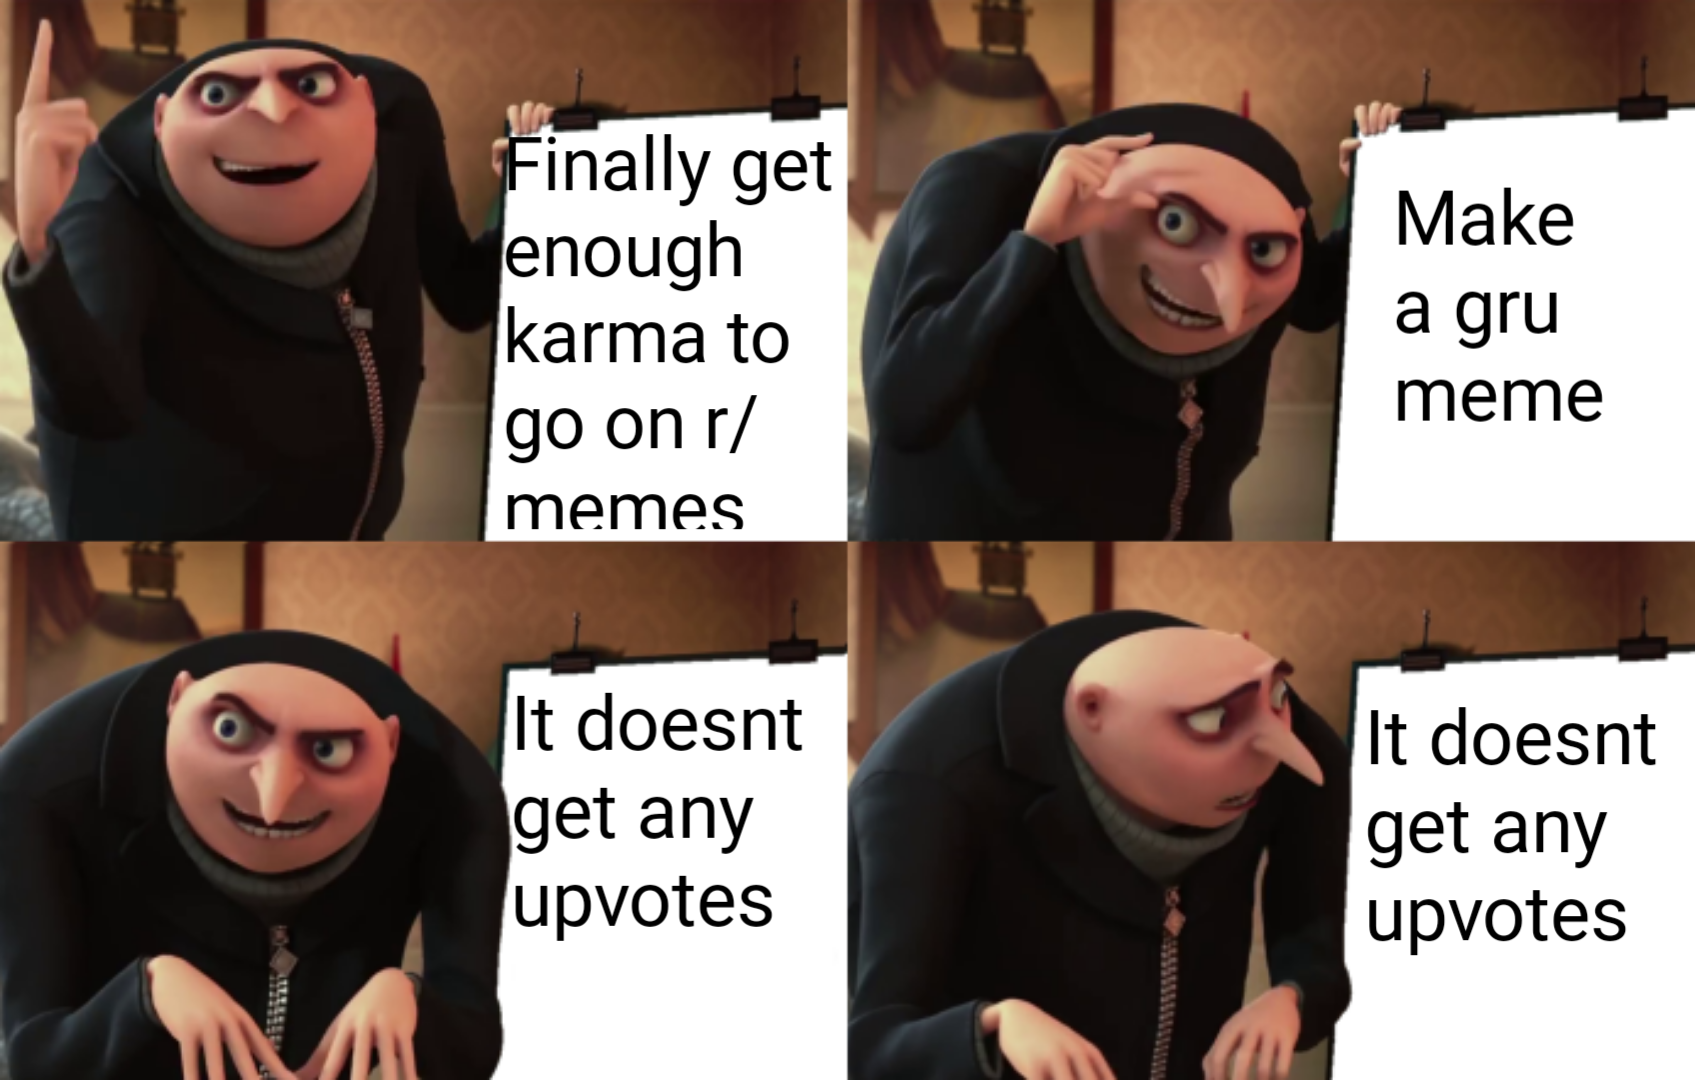 Finally get
enough
karma to
go on r/
memes
Make
a gru
meme
It doesnt
get any
upvotes
It doesnt
get any
upvotes